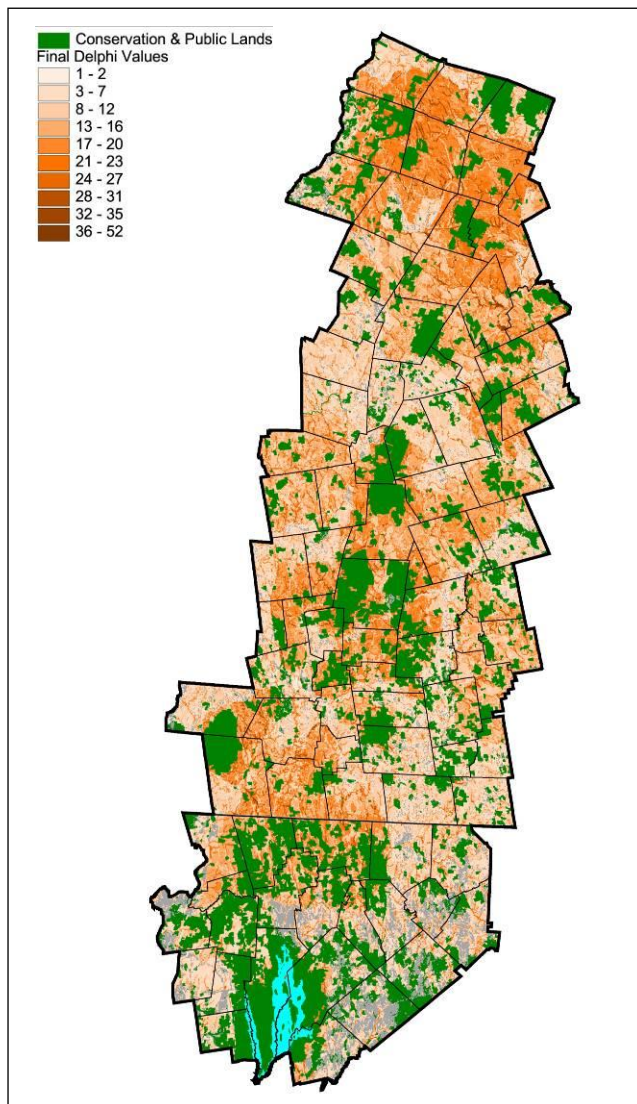 Conservation & Public Lands
Final Delphi Values
1 - 2
3 - 7
8 - 12
13 - 16
17 - 20
21 - 23
24 - 27
28 - 31
32 - 35
36 - 52